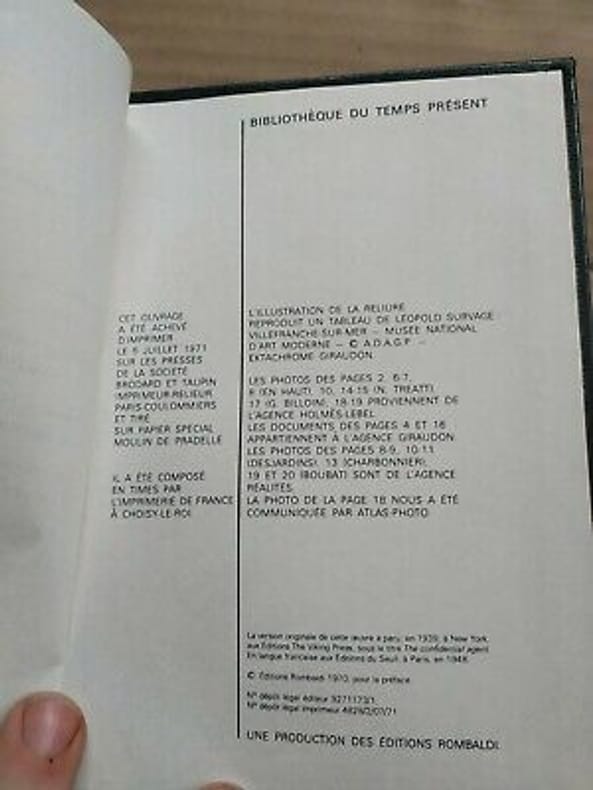 BIBLIOTHÈQUE DU TEMPS PRÉSENT
CET OUVRAGE
A ÉTÉ ACHEVÉ
D'IMPRIMER
LE 5 JUILLET 1971
SUR LES PRESSES
DE LA SOCIÉTÉ
BRODARD ET TAUPIN
IMPRIMEUR-RELIEUR
PARIS-COULOMMIERS
ET TIRÉ
SUR PAPIER SPÉCIAL
MOULIN DE PRADELLE
IL A ÉTÉ COMPOSÉ
EN TIMES PAR
L'IMPRIMERIE DE FRANCE
À CHOISY-LE-ROI
L'ILLUSTRATION DE LA RELIURE
REPRODUIT UN TABLEAU DE LÉOPOLD SURVAGE
VILLEFRANCHE-SUR-MER - MUSÉE NATIONAL
D'ART MODERNE - © A.D.A.G.P. -
EKTACHROME GIRAUDON.
LES PHOTOS DES PAGES 2, 6-7,
8 (EN HAUT), 10, 14-15 (N. TREATT),
17 (G. BILLOIN), 18-19 PROVIENNENT DE
L'AGENCE HOLMÈS-LEBEL
LES DOCUMENTS DES PAGES 4 ET 16
APPARTIENNENT À L'AGENCE GIRAUDON.
LES PHOTOS DES PAGES 8-9, 10-11
(DESJARDINS), 13 (CHARBONNIER),
19 ET 20 (BOUBAT) SONT DE L'AGENCE
RÉALITÉS.
LA PHOTO DE LA PAGE 18 NOUS A ÉTÉ
COMMUNIQUÉE PAR ATLAS-PHOTO
La version originale de cette œuvre a paru, en 1939, à New York,
aux Éditions The Viking Press, sous le titre The confidential agent.
En langue française aux Éditions du Seuil, à Paris, en 1948.
© Éditions Rombaldi 1970, pour la préface
N° dépôt légal éditeur
N° dépôt légal imprimeur
UNE PRODUCTION DES ÉDITIONS ROMBALDI.